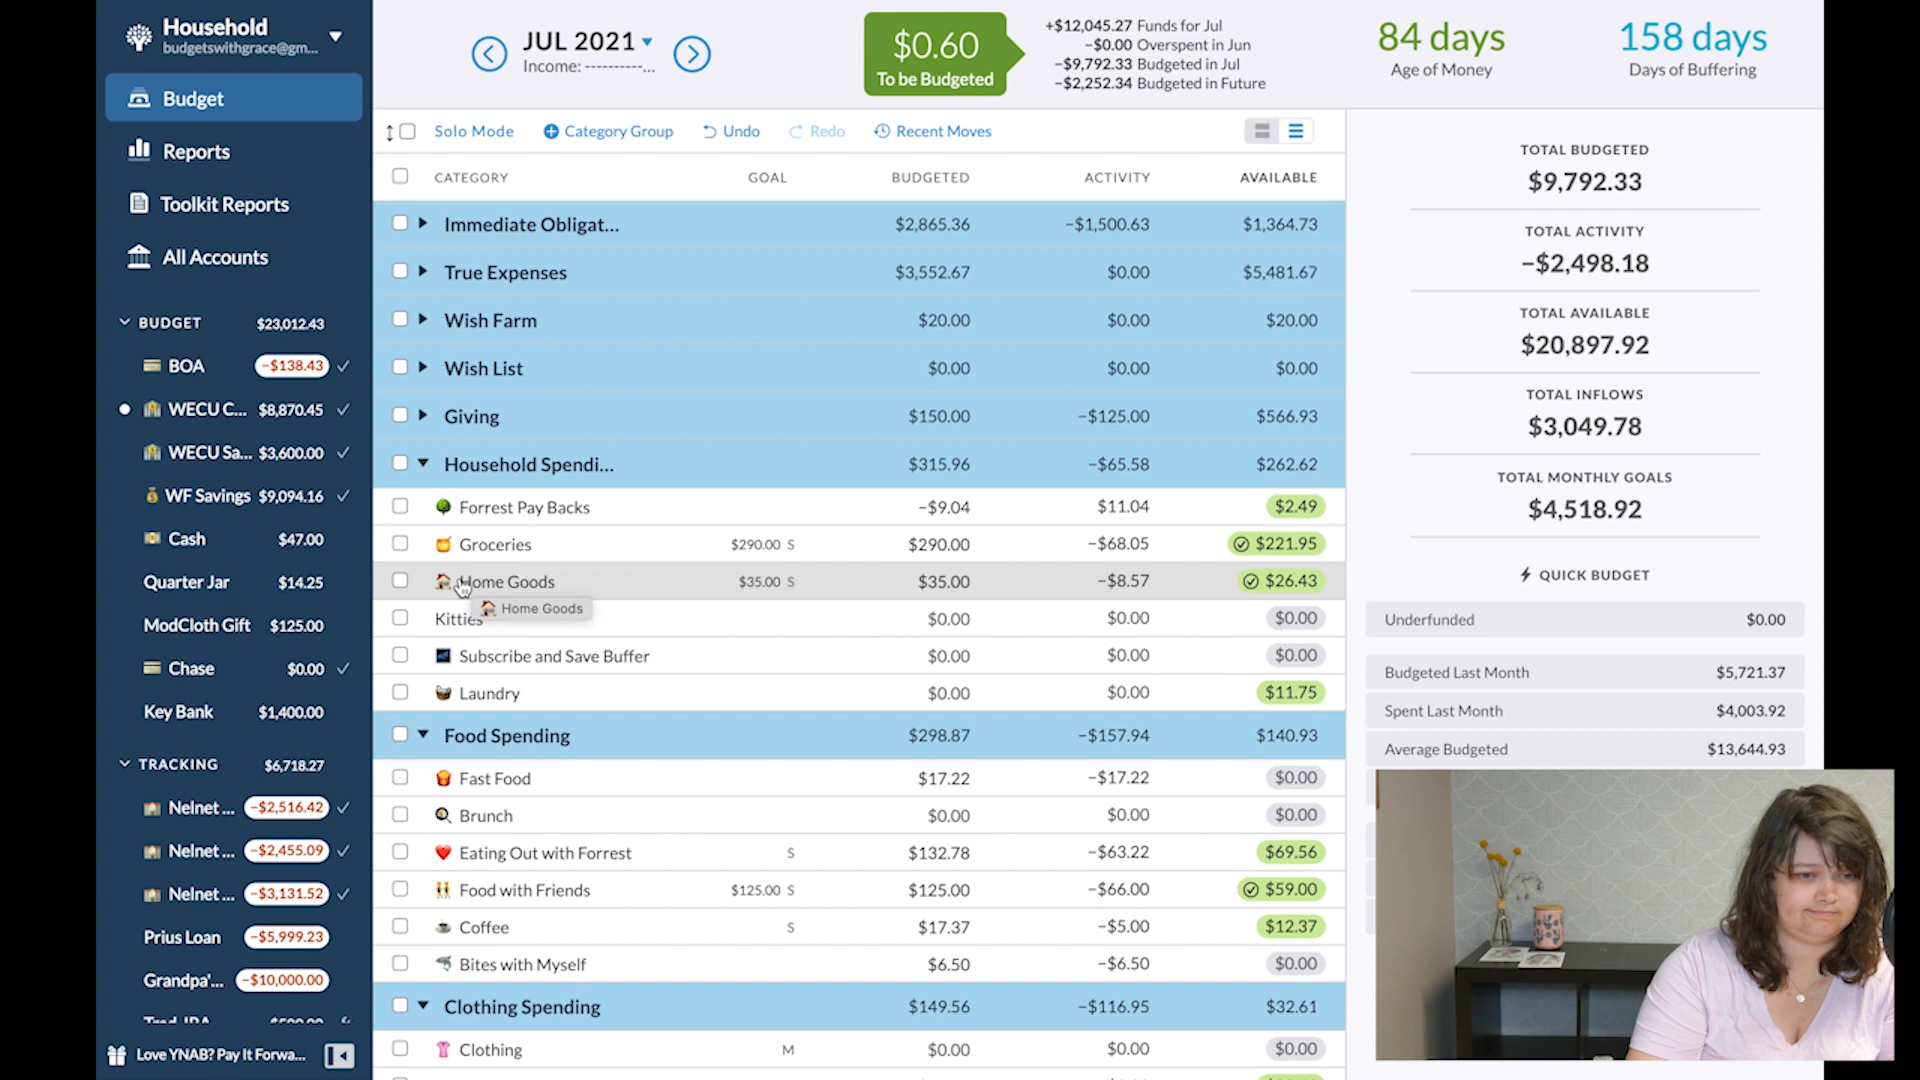 Household
budgetswithgrace@gm...
Budget
Reports
Toolkit Reports
All Accounts
BUDGET $23,012.43
BOA −$138.43
WECU C... $8,870.45
WECU Sa... $3,600.00
WF Savings $9,094.16
Cash $47.00
Quarter Jar $14.25
ModCloth Gift $125.00
Chase $0.00
Key Bank $1,400.00
TRACKING $6,718.27
Nelnet ... −$2,516.42
Nelnet ... −$2,455.09
Nelnet ... −$3,131.52
Prius Loan −$5,999.23
Grandpa'... −$10,000.00
Love YNAB? Pay It Forwa...
JUL 2021
Income: ----------...
$0.60
To be Budgeted
+$12,045.27 Funds for Jul
−$0.00 Overspent in Jun
−$9,792.33 Budgeted in Jul
−$2,252.34 Budgeted in Future
84 days
Age of Money
158 days
Days of Buffering
Solo Mode Category Group Undo Redo Recent Moves
CATEGORY GOAL BUDGETED ACTIVITY AVAILABLE
Immediate Obligat... $2,865.36 −$1,500.63 $1,364.73
True Expenses $3,552.67 $0.00 $5,481.67
Wish Farm $20.00 $0.00 $20.00
Wish List $0.00 $0.00 $0.00
Giving $150.00 −$125.00 $566.93
Household Spendi... $315.96 −$65.58 $262.62
Forrest Pay Backs −$9.04 $11.04 $2.49
Groceries $290.00 S $290.00 −$68.05 $221.95
Home Goods $35.00 S $35.00 −$8.57 $26.43
Home Goods
Kitties $0.00 $0.00 $0.00
Subscribe and Save Buffer $0.00 $0.00 $0.00
Laundry $0.00 $0.00 $11.75
Food Spending $298.87 −$157.94 $140.93
Fast Food $17.22 −$17.22 $0.00
Brunch $0.00 $0.00 $0.00
Eating Out with Forrest S $132.78 −$63.22 $69.56
Food with Friends $125.00 S $125.00 −$66.00 $59.00
Coffee S $17.37 −$5.00 $12.37
Bites with Myself $6.50 −$6.50 $0.00
Clothing Spending $149.56 −$116.95 $32.61
Clothing M $0.00 $0.00 $0.00
TOTAL BUDGETED
$9,792.33
TOTAL ACTIVITY
−$2,498.18
TOTAL AVAILABLE
$20,897.92
TOTAL INFLOWS
$3,049.78
TOTAL MONTHLY GOALS
$4,518.92
QUICK BUDGET
Underfunded $0.00
Budgeted Last Month $5,721.37
Spent Last Month $4,003.92
Average Budgeted $13,644.93